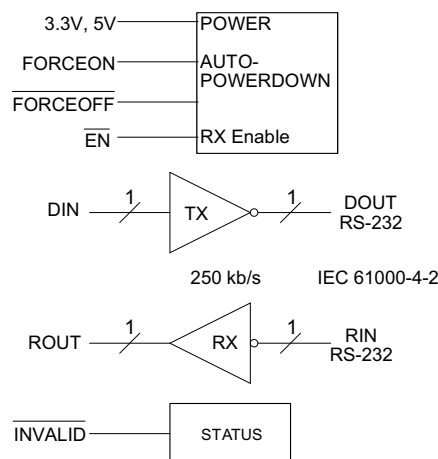 3.3V, 5V POWER
FORCEON AUTO-
POWERDOWN
FORCEOFF
EN RX Enable
1 1
DIN TX DOUT
RS-232
250 kb/s IEC 61000-4-2
1 1
ROUT RX RIN
RS-232
INVALID STATUS